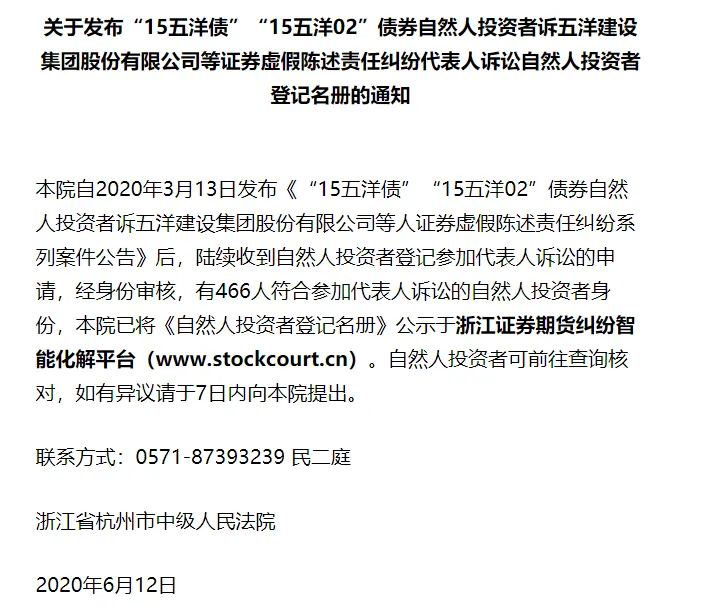 关于发布“15五洋债”“15五洋02”债券自然人投资者诉五洋建设
集团股份有限公司等证券虚假陈述责任纠纷代表人诉讼自然人投资者
登记名册的通知
本院自2020年3月13日发布《“15五洋债”“15五洋02”债券自然
人投资者诉五洋建设集团股份有限公司等人证券虚假陈述责任纠纷系
列案件公告》后，陆续收到自然人投资者登记参加代表人诉讼的申
请，经身份审核，有466人符合参加代表人诉讼的自然人投资者身
份，本院已将《自然人投资者登记名册》公示于浙江证券期货纠纷智
能化解平台（www.stockcourt.cn）。自然人投资者可前往查询核
对，如有异议请于7日内向本院提出。
联系方式：0571-87393239 民二庭
浙江省杭州市中级人民法院
2020年6月12日